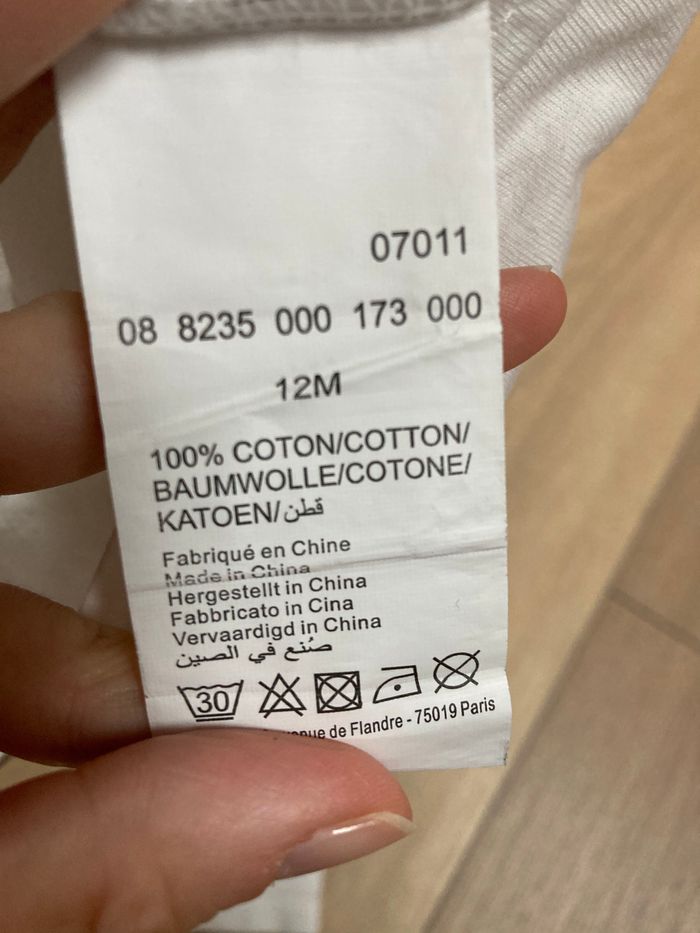 07011
08 8235 000 173 000
12M
100% COTON/COTTON/
BAUMWOLLE/COTONE/
KATOEN/قطن
Fabriqué en Chine
Made in China
Hergestellt in China
Fabbricato in Cina
Vervaardigd in China
صُنع في الصين
30
de Flandre - 75019 Paris